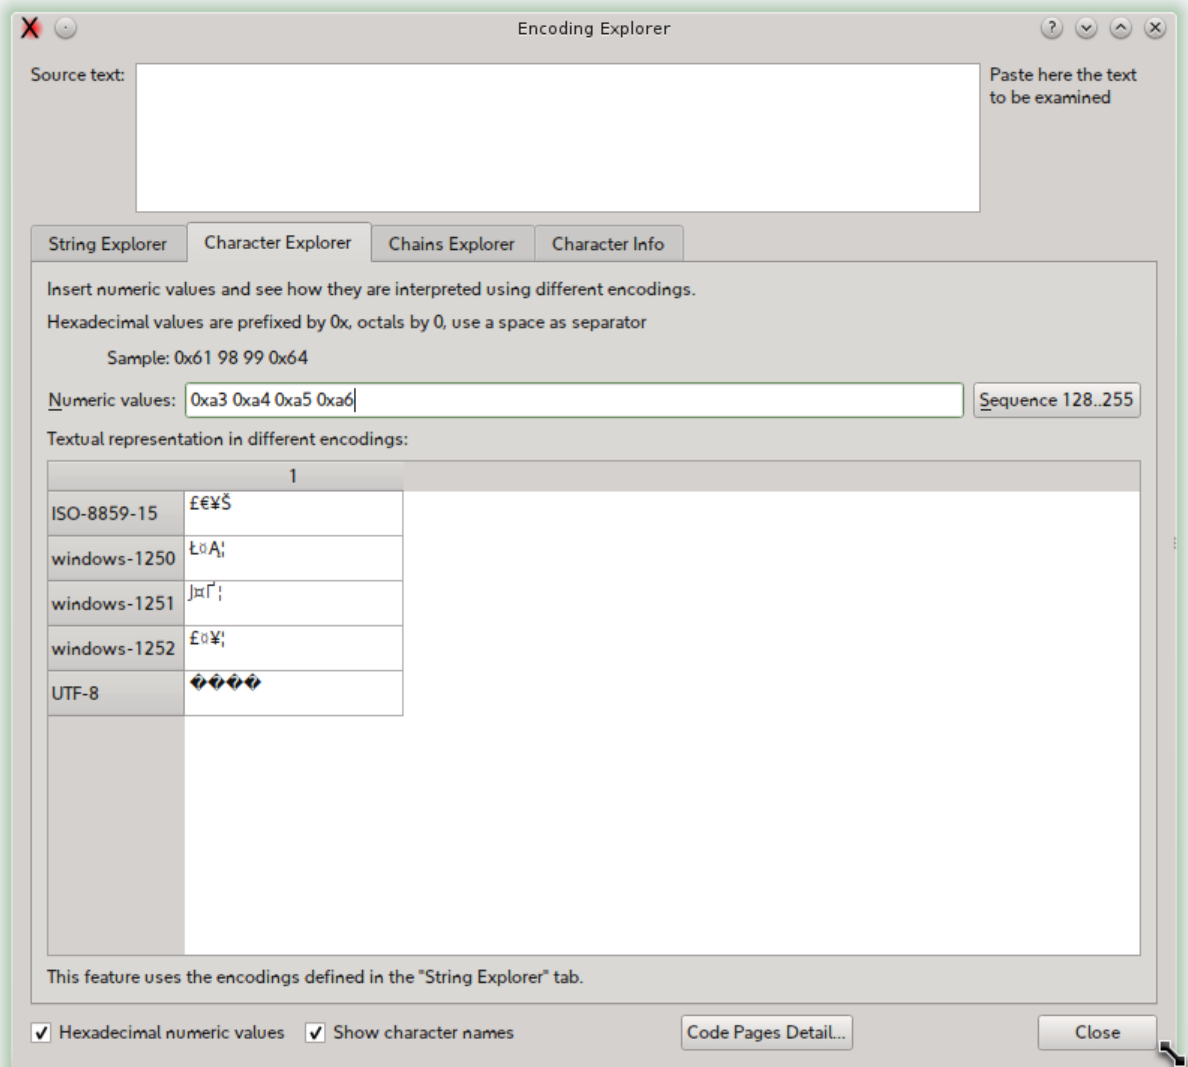 Encoding Explorer
Source text:
Paste here the text
to be examined
String Explorer
Character Explorer
Chains Explorer
Character Info
Insert numeric values and see how they are interpreted using different encodings.
Hexadecimal values are prefixed by 0x, octals by 0, use a space as separator
Sample: 0x61 98 99 0x64
Numeric values: 0xa3 0xa4 0xa5 0xa6 Sequence 128..255
Textual representation in different encodings:
1
ISO-8859-15 £€¥Š
windows-1250 Ł¤Ą¦
windows-1251 Ј¤Ґ¦
windows-1252 £¤¥¦
UTF-8 ����
This feature uses the encodings defined in the "String Explorer" tab.
Hexadecimal numeric values Show character names Code Pages Detail... Close